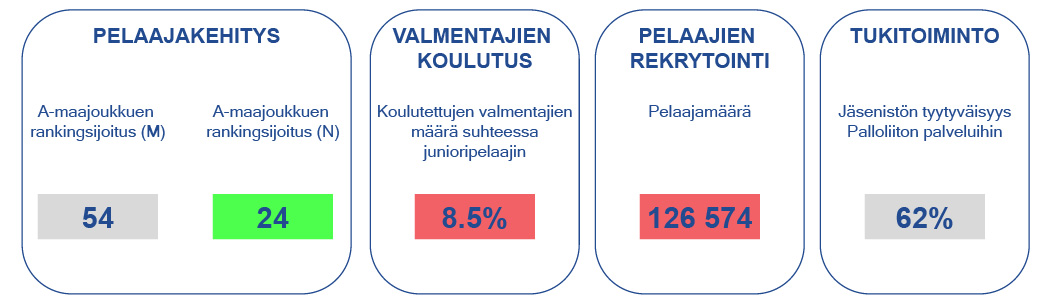 PELAAJAKEHITYS
A-maajoukkuen
rankingsijoitus (M)
54
A-maajoukkuen
rankingsijoitus (N)
24
VALMENTAJIEN
KOULUTUS
Koulutettujen valmentajien
määrä suhteessa
junioripelaajin
8.5%
PELAAJIEN
REKRYTOINTI
Pelaajamäärä
126 574
TUKITOIMINTO
Jäsenistön tyytyväisyys
Palloliiton palveluihin
62%